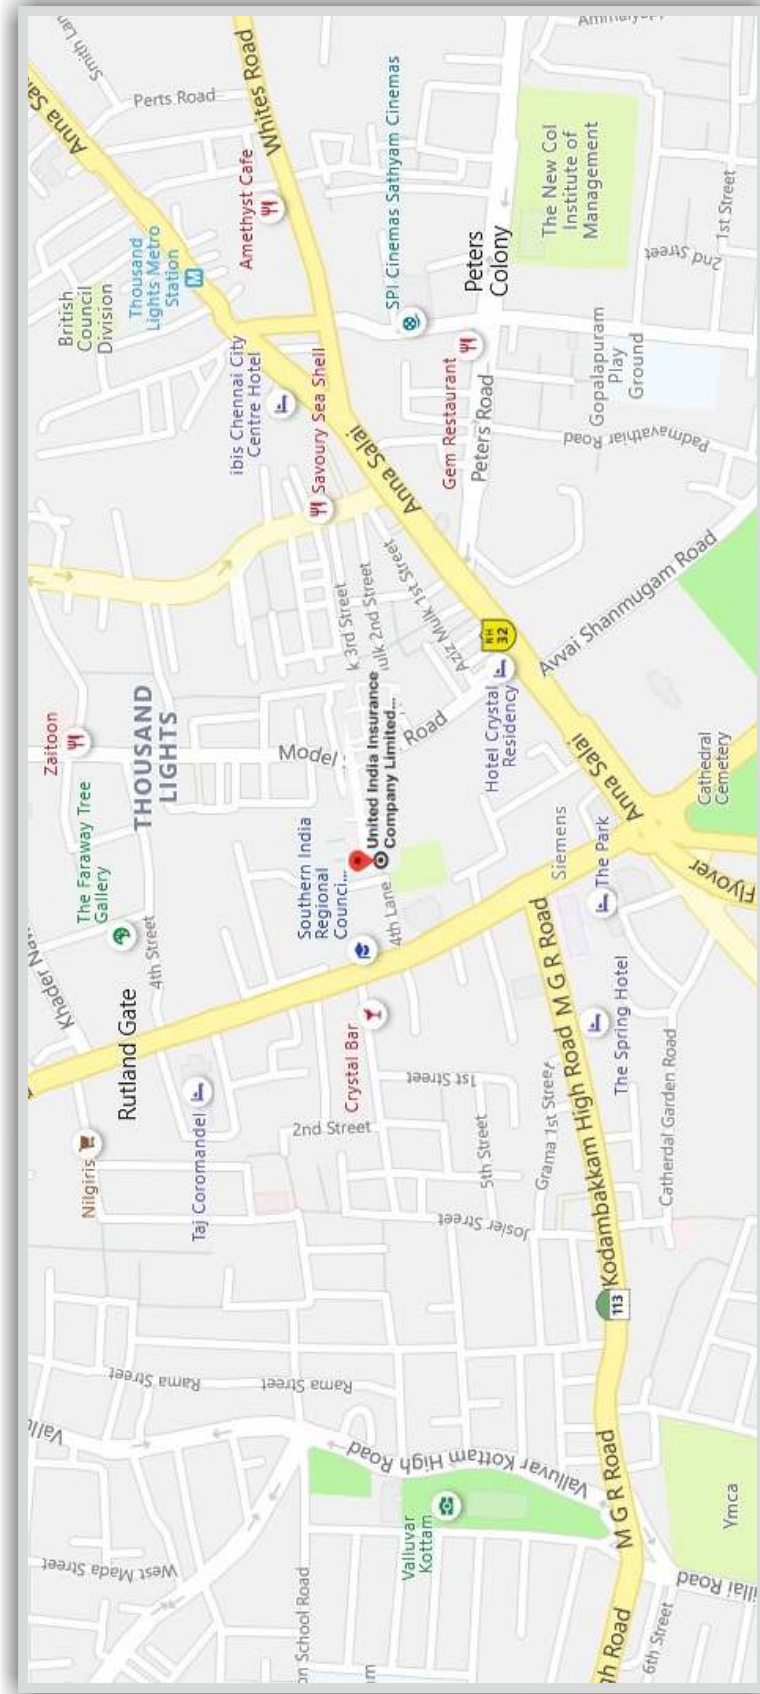 West Mada Street
Rama Street
Nilgiris
Rutland Gate
4th Street
The Faraway Tree
Gallery
Zaitoon
THOUSAND
LIGHTS
British
Council
Division
Thousand
Lights Metro
Station
Perts Road
Anna Salai
Whites Road
Amethyst Cafe
ibis Chennai City
Centre Hotel
Savoury Sea Shell
Taj Coromandel
Rama Street
2nd Street
Crystal Bar
Southern India
Regional
Counci...
Model
Road
k 3rd Street
ulk 2nd Street
Aziz Mulk 1st Street
United India Insurance
Company Limited...
4th Lane
Anna Salai
SPI Cinemas Sathyam Cinemas
Gem Restaurant
Peters Road
Peters
Colony
The New Col
Institute of
Management
2nd Street
1st Street
Gopalapuram
Play
Ground
Padmavathiar Road
Avvai Shanmugam Road
NH
32
Hotel Crystal
Residency
Anna Salai
Cathedral
Cemetery
Flyover
Siemens
The Park
The Spring Hotel
M G R Road
Kodambakkam High Road
Grama 1st Street
1st Street
5th Street
Josier Street
Catherdal Garden Road
113
Valluvar Kottam High Road
Valluvar
Kottam
M G R Road
on School Road
Ymca
illai Road
6th Street
gh Road